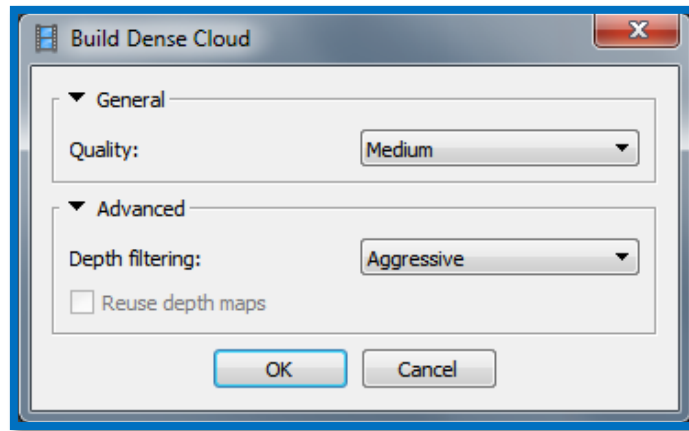 Build Dense Cloud
General
Quality: Medium
Advanced
Depth filtering: Aggressive
Reuse depth maps
OK Cancel